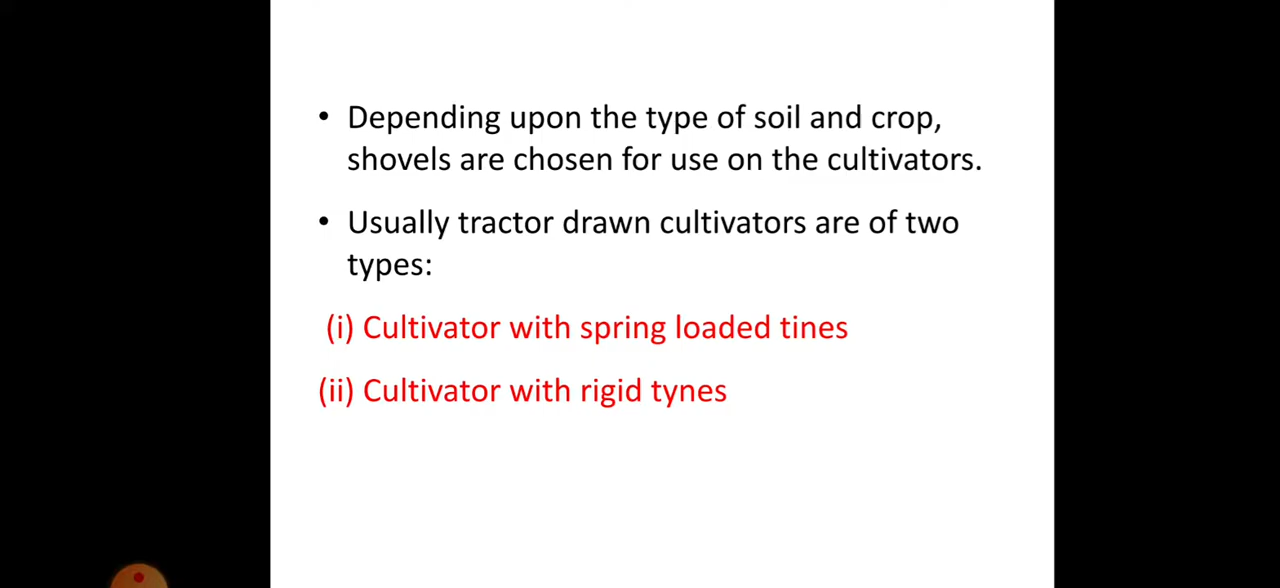 • Depending upon the type of soil and crop,
shovels are chosen for use on the cultivators.
• Usually tractor drawn cultivators are of two
types:
(i) Cultivator with spring loaded tines
(ii) Cultivator with rigid tynes